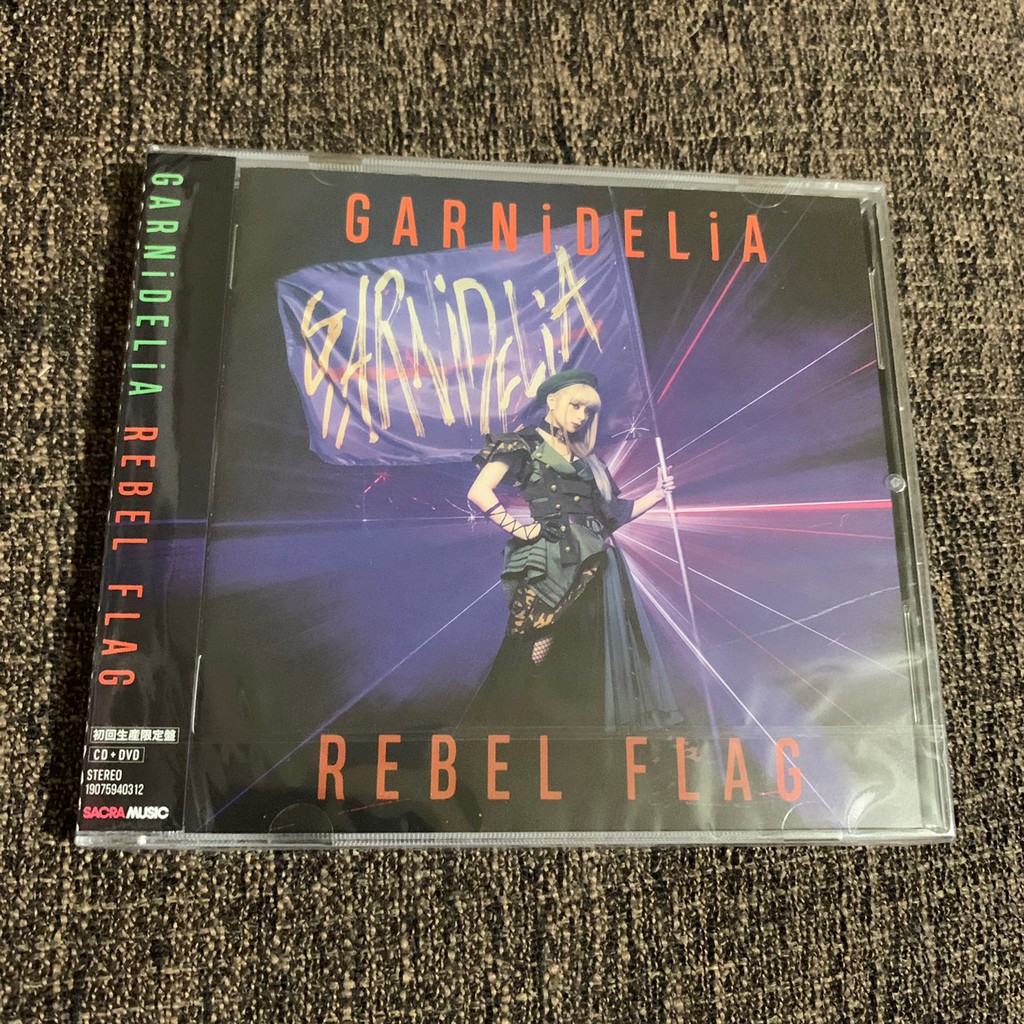 GARNiDELiA REBEL FLAG
初回生産限定盤
CD+DVD
STEREO
19075940312
SACRA MUSIC
GARNiDELiA
GARNiDELiA
REBEL FLAG